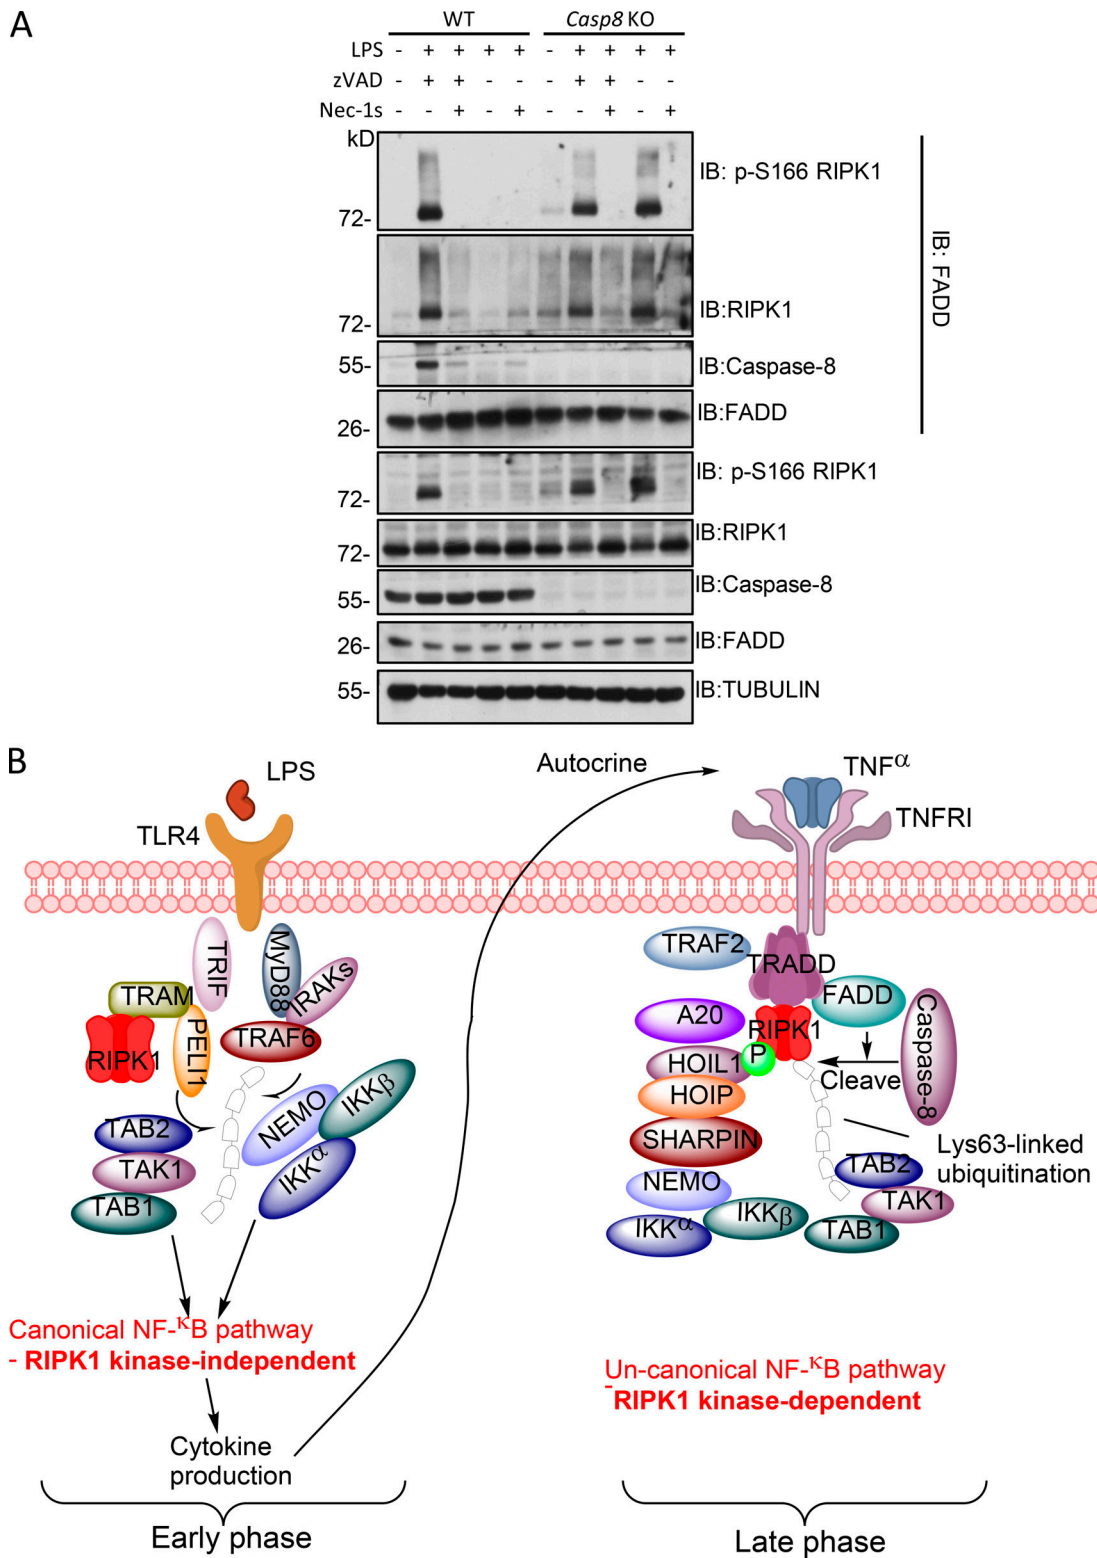 A
WT Casp8 KO
LPS - + + + + - + + + +
zVAD - + + - - - + + - -
Nec-1s - - + - + - - + - +
kD
72- IB: p-S166 RIPK1
72- IB:RIPK1
55- IB:Caspase-8
26- IB:FADD
IB: FADD
72- IB: p-S166 RIPK1
72- IB:RIPK1
55- IB:Caspase-8
26- IB:FADD
55- IB:TUBULIN
B
LPS
TLR4
Autocrine
TNFα
TNFRI
TRIF
MyD88
IRAKs
TRAM
RIPK1
PELI1
TRAF6
TAB2
TAK1
TAB1
NEMO
IKKβ
IKKα
Canonical NF-κB pathway
- RIPK1 kinase-independent
Cytokine
production
Early phase
TRAF2
TRADD
FADD
A20
RIPK1
P
HOIL1
HOIP
SHARPIN
NEMO
IKKα
IKKβ
Caspase-8
Cleave
Lys63-linked
ubiquitination
TAB2
TAK1
TAB1
Un-canonical NF-κB pathway
-RIPK1 kinase-dependent
Late phase